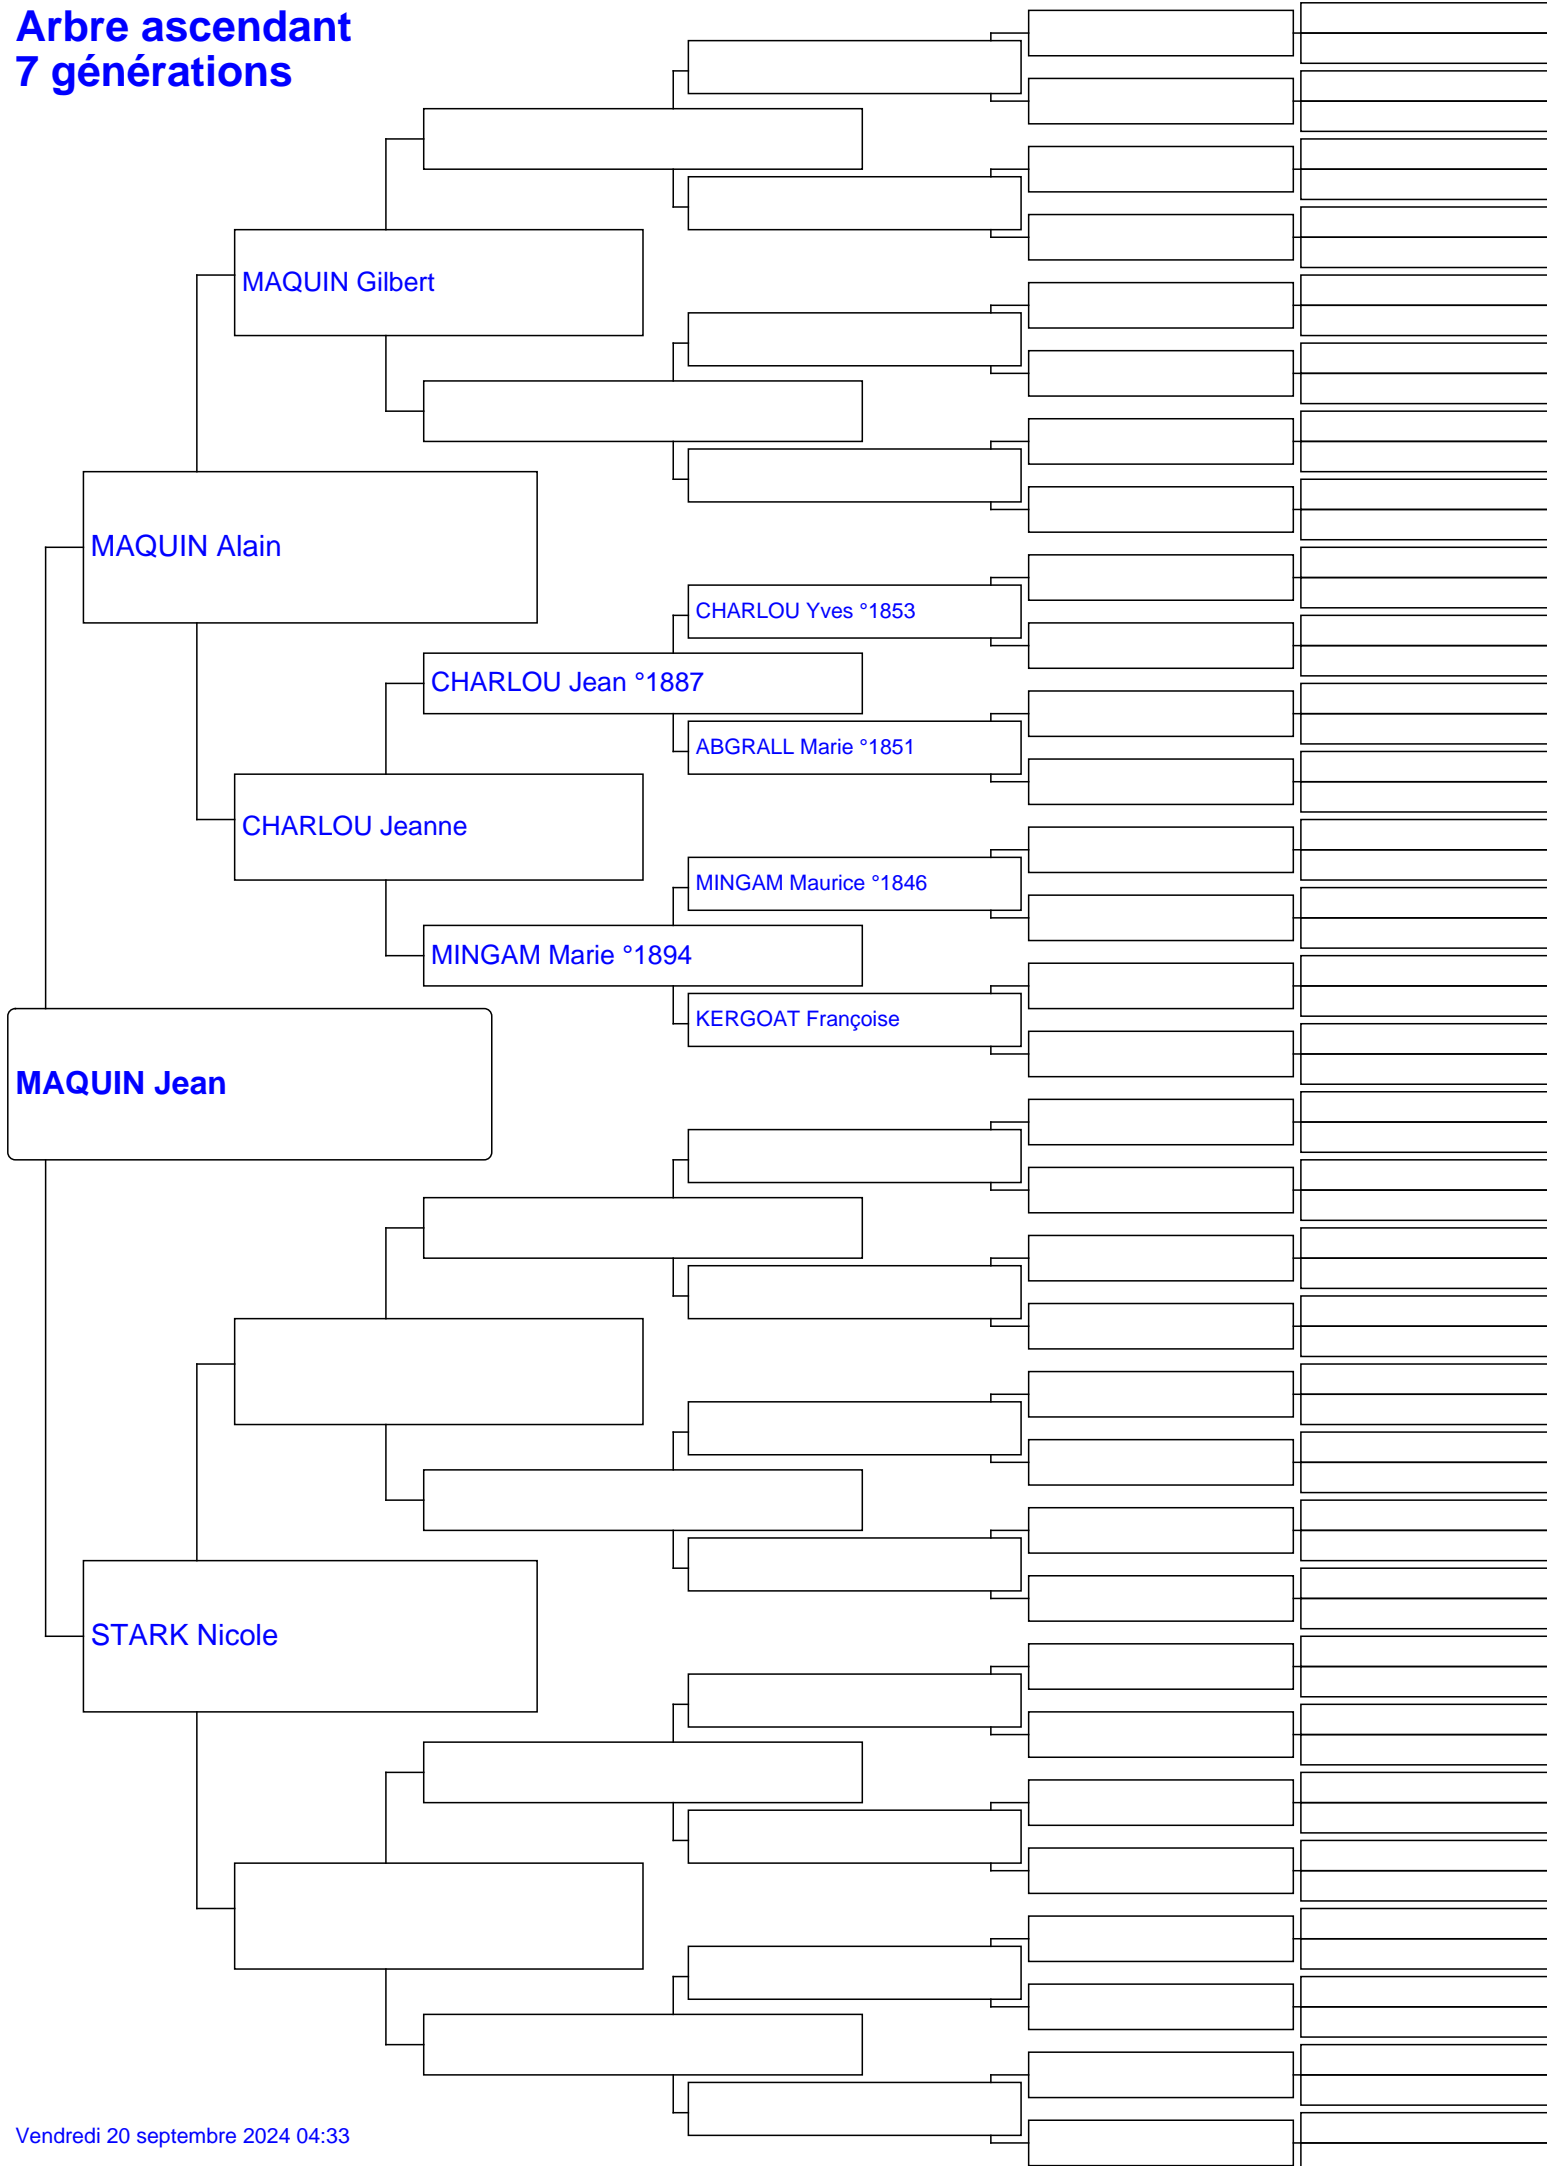 Arbre ascendant
7 générations
MAQUIN Gilbert
MAQUIN Alain
CHARLOU Yves °1853
CHARLOU Jean °1887
ABGRALL Marie °1851
CHARLOU Jeanne
MINGAM Maurice °1846
MINGAM Marie °1894
KERGOAT Françoise
MAQUIN Jean
STARK Nicole
Vendredi 20 septembre 2024 04:33